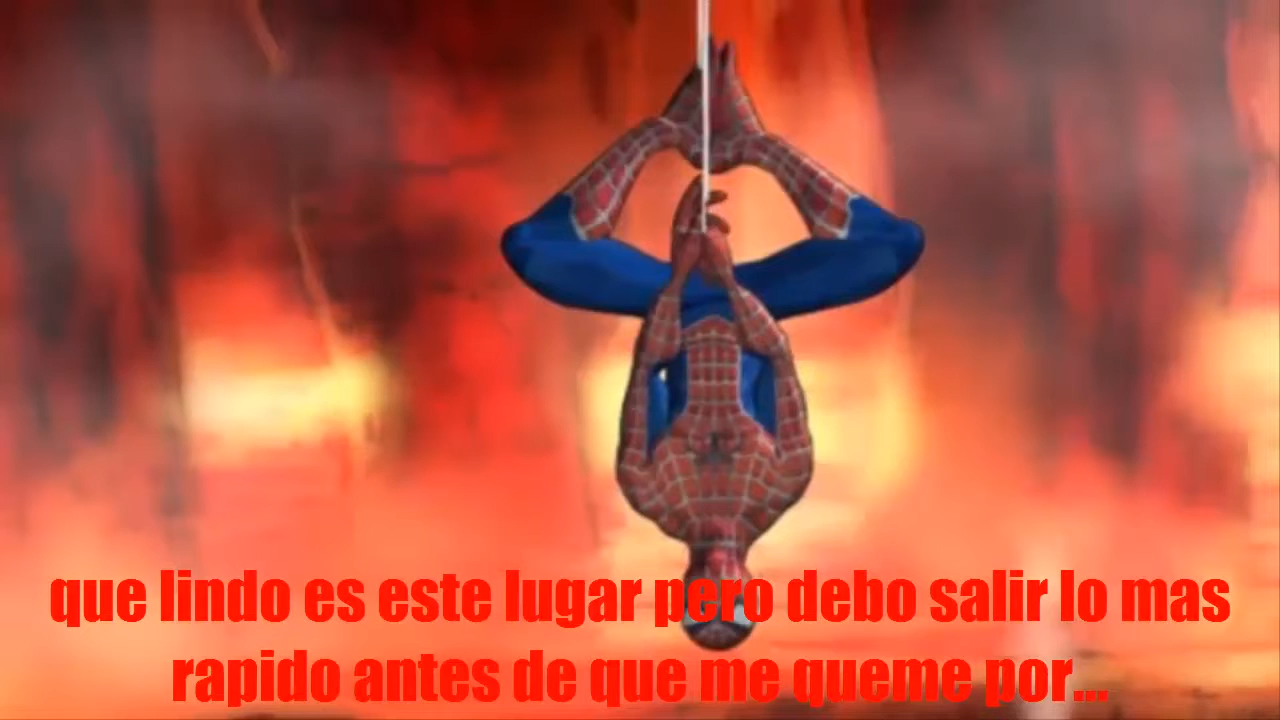 que lindo es este lugar pero debo salir lo mas
rapido antes de que me queme por...